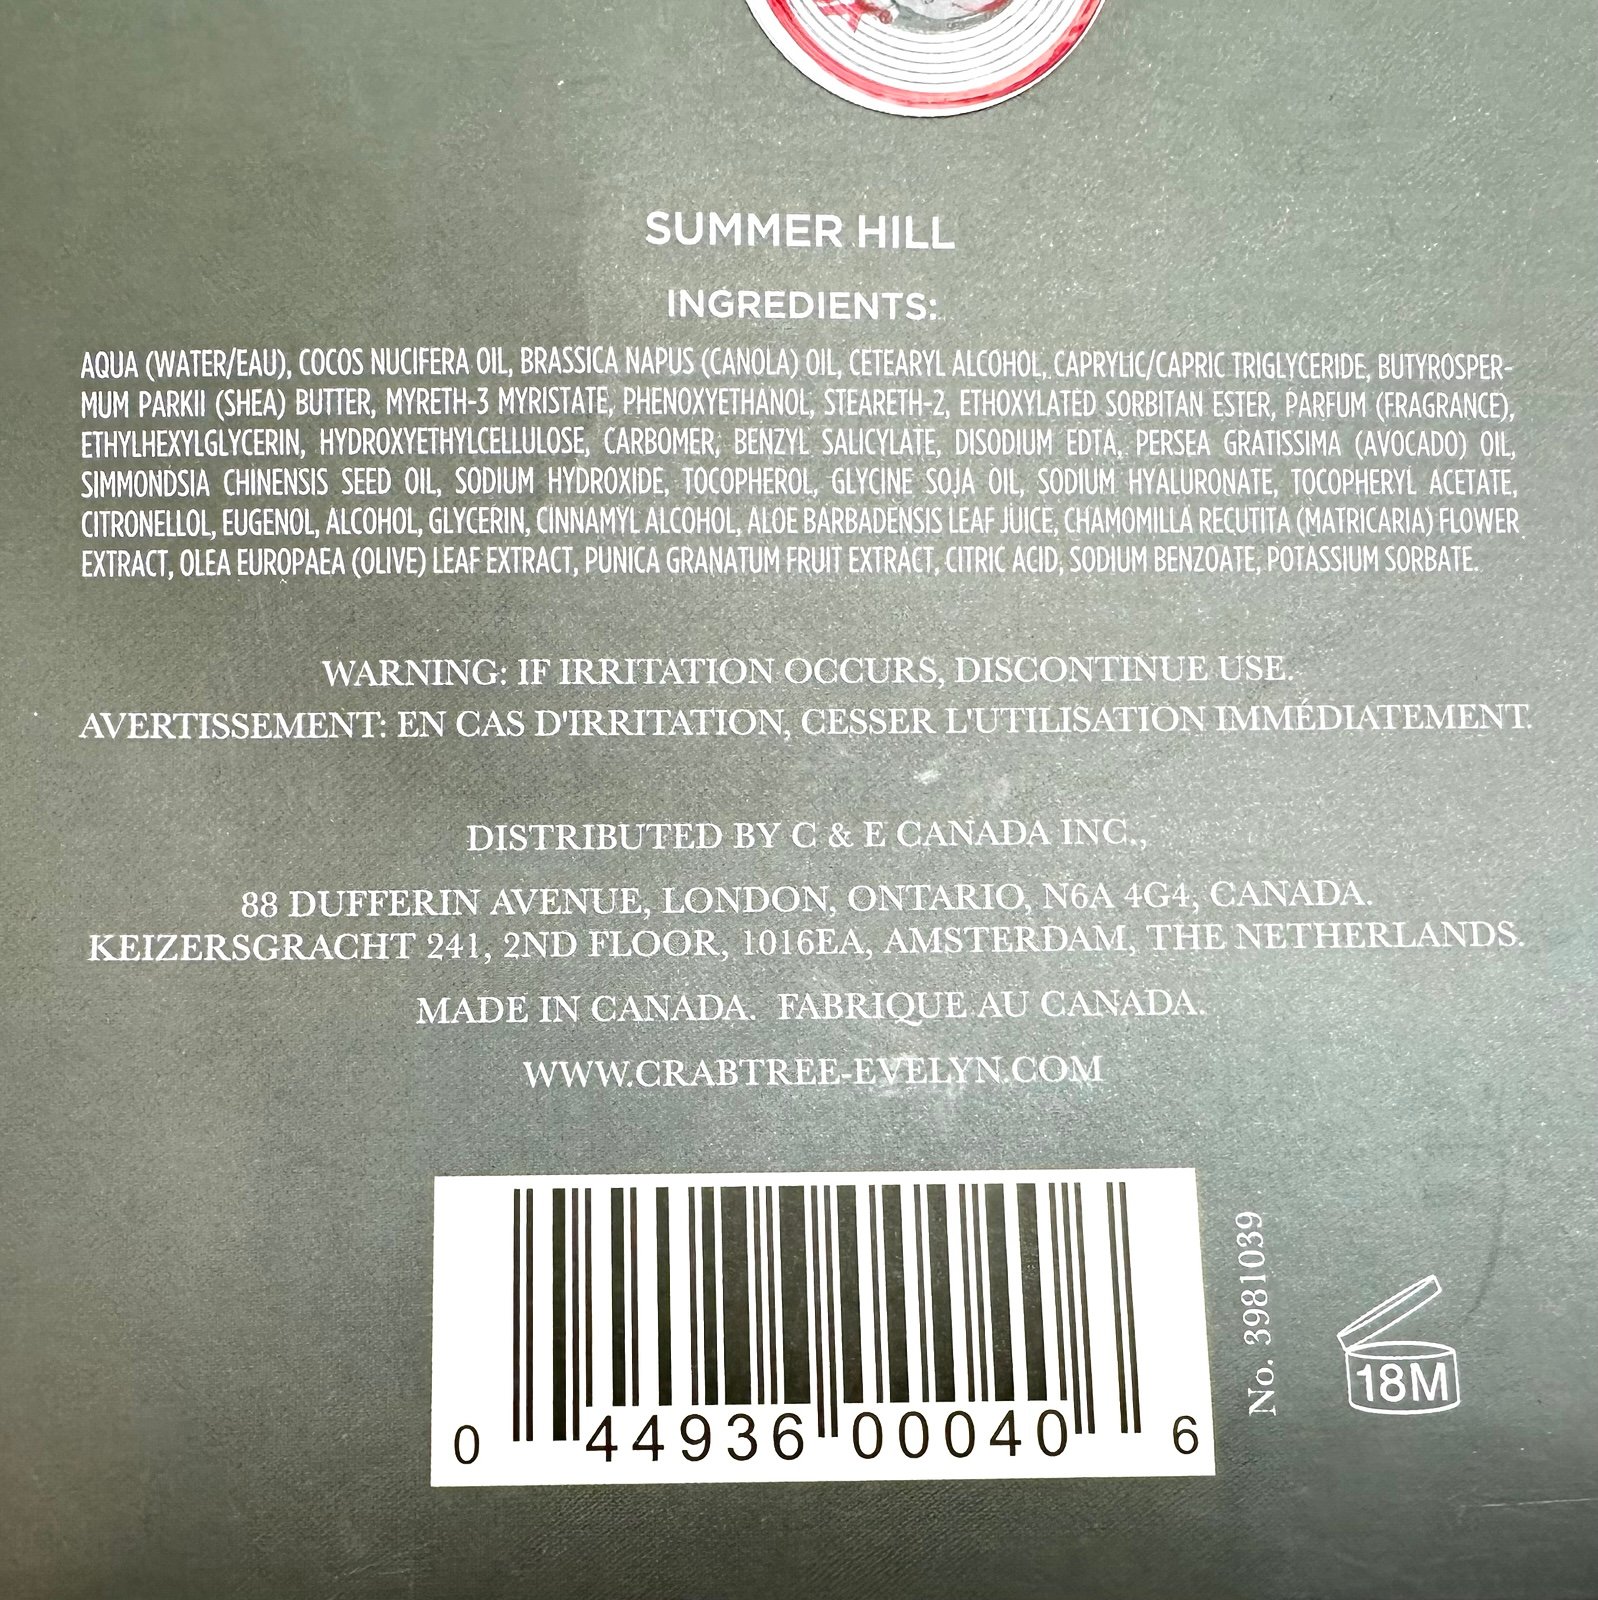 SUMMER HILL
INGREDIENTS:
AQUA (WATER/EAU), COCOS NUCIFERA OIL, BRASSICA NAPUS (CANOLA) OIL, CETEARYL ALCOHOL, CAPRYLIC/CAPRIC TRIGLYCERIDE, BUTYROSPER-
MUM PARKII (SHEA) BUTTER, MYRETH-3 MYRISTATE, PHENOXYETHANOL, STEARETH-2, ETHOXYLATED SORBITAN ESTER, PARFUM (FRAGRANCE),
ETHYLHEXYLGLYCERIN, HYDROXYETHYLCELLULOSE, CARBOMER, BENZYL SALICYLATE, DISODIUM EDTA, PERSEA GRATISSIMA (AVOCADO) OIL,
SIMMONDSIA CHINENSIS SEED OIL, SODIUM HYDROXIDE, TOCOPHEROL, GLYCINE SOJA OIL, SODIUM HYALURONATE, TOCOPHERYL ACETATE,
CITRONELLOL, EUGENOL, ALCOHOL, GLYCERIN, CINNAMYL ALCOHOL, ALOE BARBADENSIS LEAF JUICE, CHAMOMILLA RECUTITA (MATRICARIA) FLOWER
EXTRACT, OLEA EUROPAEA (OLIVE) LEAF EXTRACT, PUNICA GRANATUM FRUIT EXTRACT, CITRIC ACID, SODIUM BENZOATE, POTASSIUM SORBATE.
WARNING: IF IRRITATION OCCURS, DISCONTINUE USE.
AVERTISSEMENT: EN CAS D'IRRITATION, CESSER L'UTILISATION IMMÉDIATEMENT.
DISTRIBUTED BY C & E CANADA INC.,
88 DUFFERIN AVENUE, LONDON, ONTARIO, N6A 4G4, CANADA.
KEIZERSGRACHT 241, 2ND FLOOR, 1016EA, AMSTERDAM, THE NETHERLANDS.
MADE IN CANADA. FABRIQUE AU CANADA.
WWW.CRABTREE-EVELYN.COM
0 44936 00040 6
No. 3981039
18M